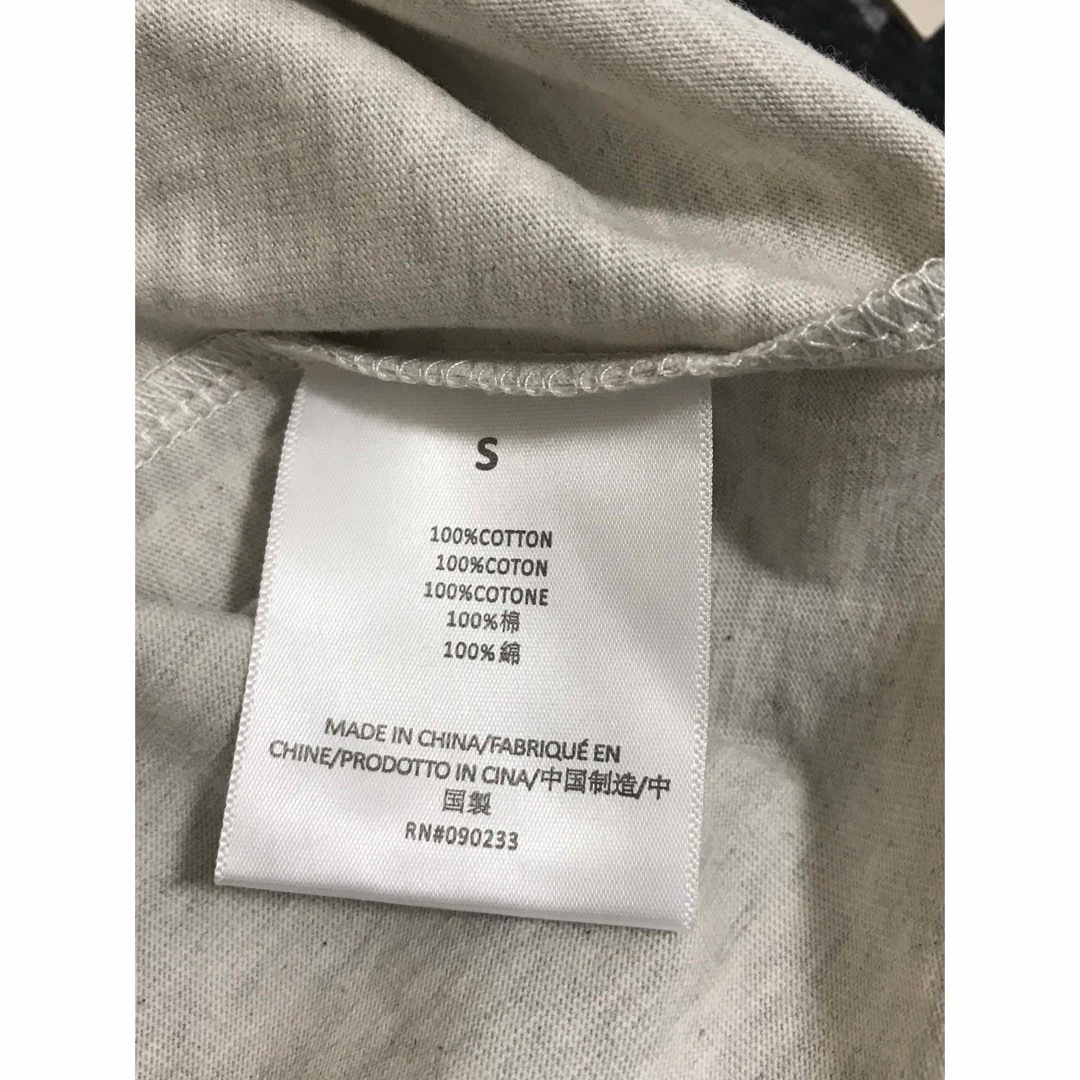 S
100%COTTON
100%COTON
100%COTONE
100%棉
100%綿
MADE IN CHINA/FABRIQUÉ EN
CHINE/PRODOTTO IN CINA/中国制造/中
国製
RN#090233